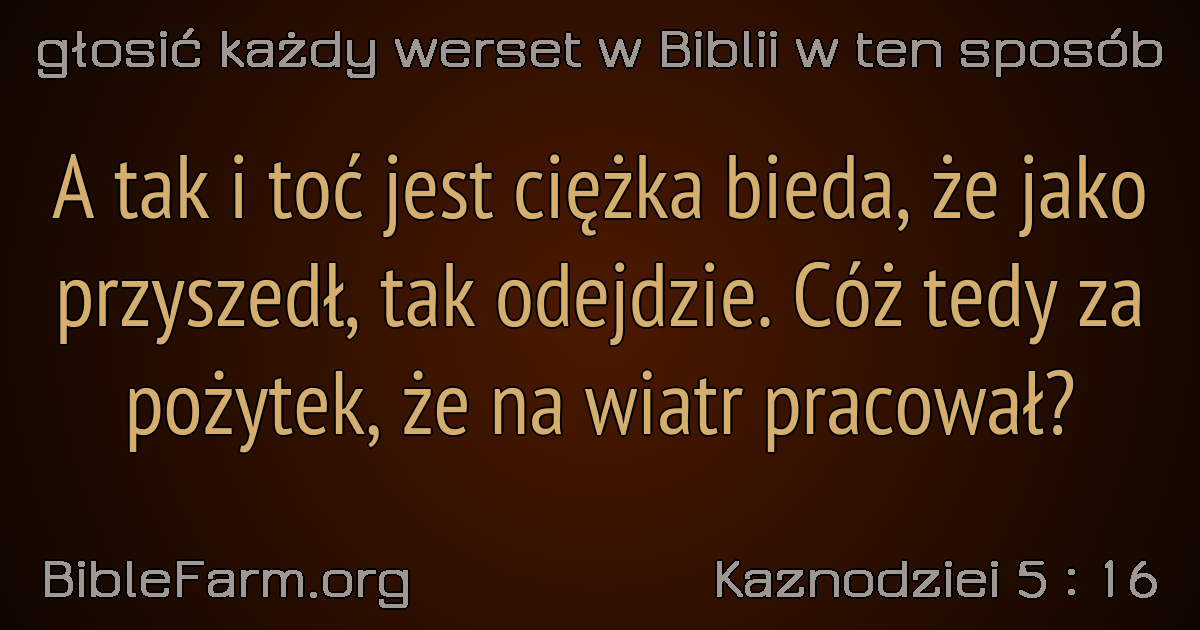 głosić każdy werset w Biblii w ten sposób
A tak i toć jest ciężka bieda, że jako
przyszedł, tak odejdzie. Cóż tedy za
pożytek, że na wiatr pracował?
BibleFarm.org
Kaznodziei 5 : 16